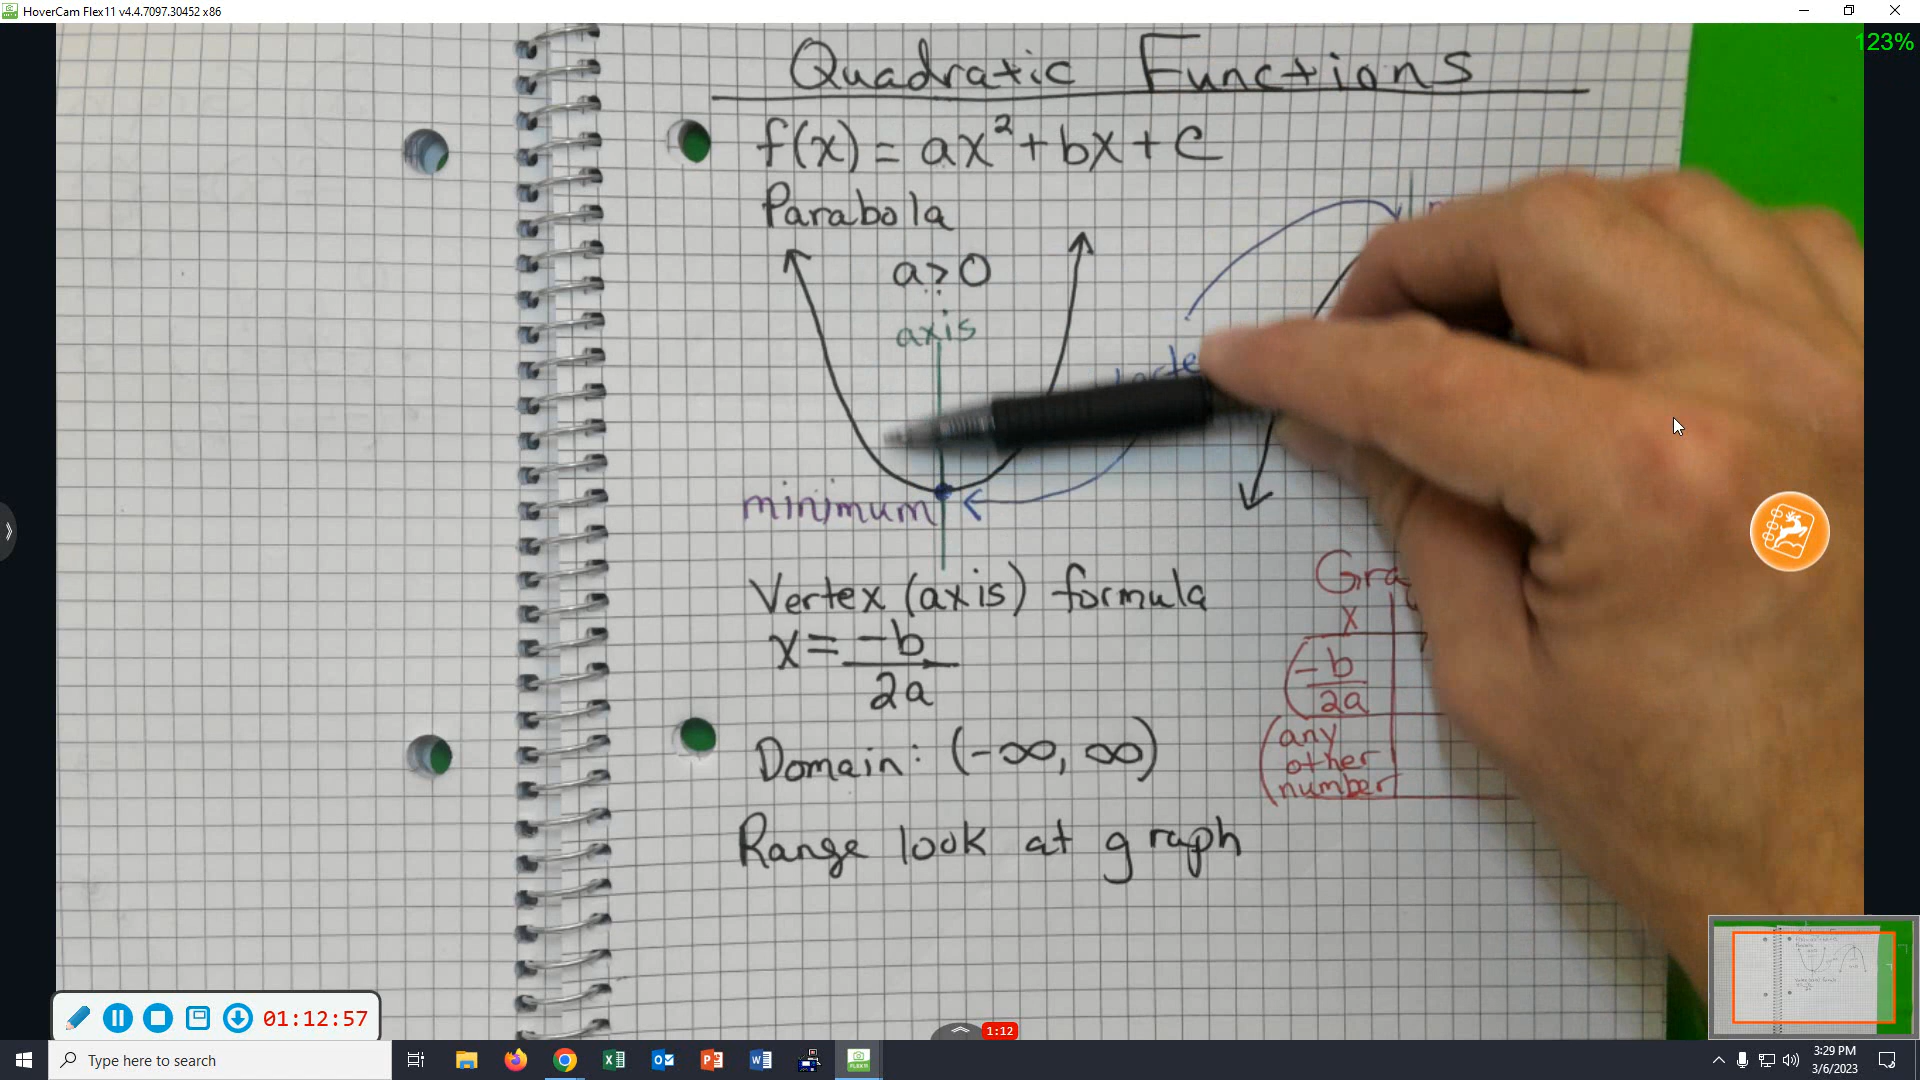 HoverCam Flex11 v4.4.7097.30452 x86
123%
Quadratic Functions
f(x) = ax² + bx + c
Parabola
a > 0
axis
minimum
Vertex (axis) formula
x = -b
2a
Domain: (-∞, ∞)
Range look at graph
x
-b
2a
any
other
number
01:12:57
1:12
Type here to search
3:29 PM
3/6/2023